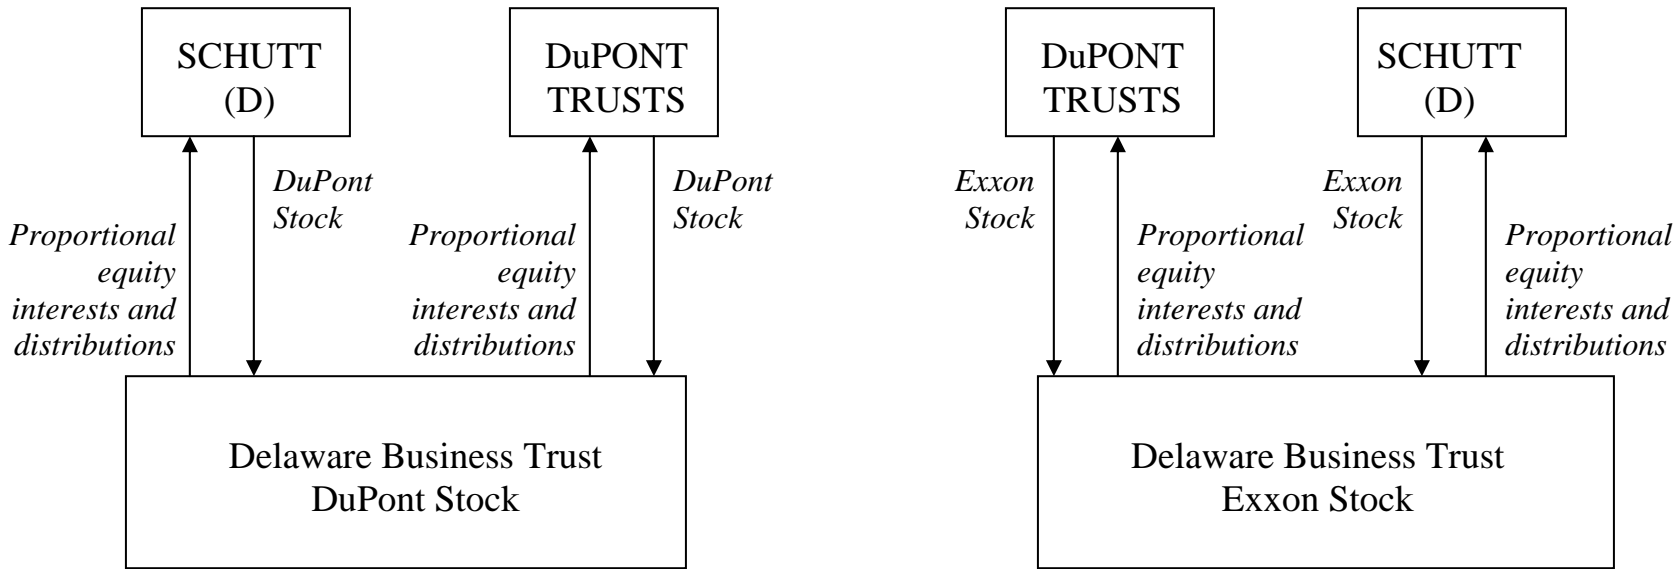 SCHUTT
(D)
DuPONT
TRUSTS
DuPONT
TRUSTS
SCHUTT
(D)
DuPont
Stock
DuPont
Stock
Exxon
Stock
Exxon
Stock
Proportional
equity
interests and
distributions
Proportional
equity
interests and
distributions
Proportional
equity
interests and
distributions
Proportional
equity
interests and
distributions
Delaware Business Trust
DuPont Stock
Delaware Business Trust
Exxon Stock